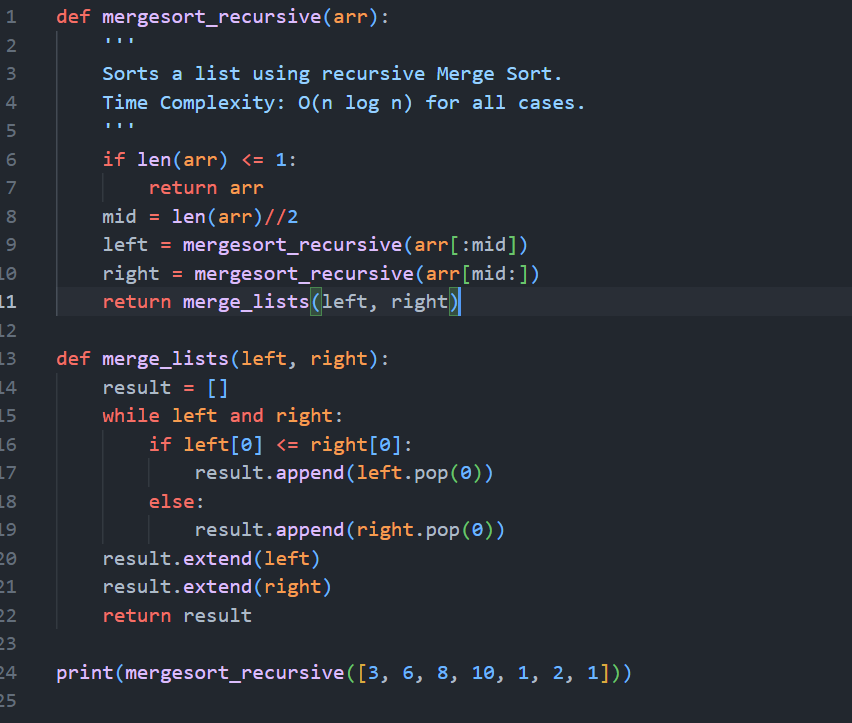 1 def mergesort_recursive(arr):
2     '''
3     Sorts a list using recursive Merge Sort.
4     Time Complexity: O(n log n) for all cases.
5     '''
6     if len(arr) <= 1:
7         return arr
8     mid = len(arr)//2
9     left = mergesort_recursive(arr[:mid])
10     right = mergesort_recursive(arr[mid:])
11     return merge_lists(left, right)
12
13 def merge_lists(left, right):
14     result = []
15     while left and right:
16         if left[0] <= right[0]:
17             result.append(left.pop(0))
18         else:
19             result.append(right.pop(0))
20     result.extend(left)
21     result.extend(right)
22     return result
23
24 print(mergesort_recursive([3, 6, 8, 10, 1, 2, 1]))
25